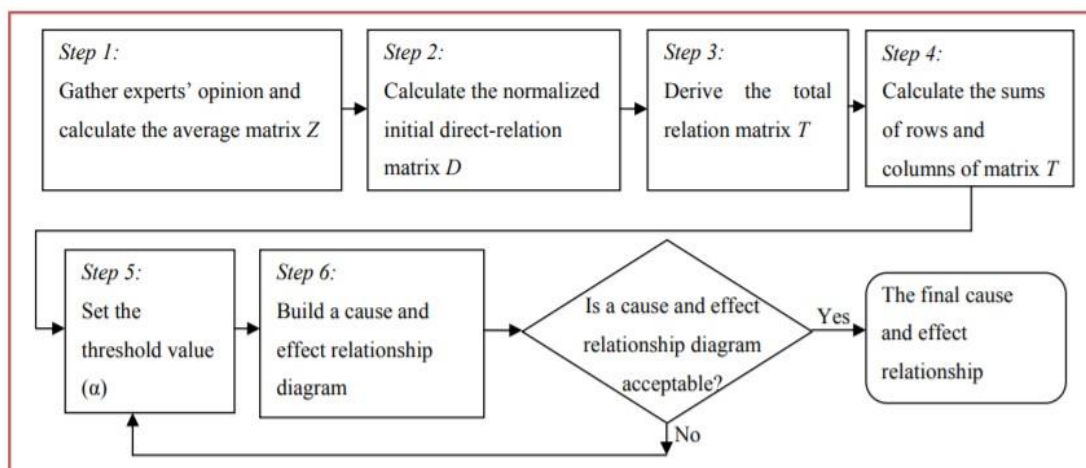 Step 1:
Gather experts’ opinion and
calculate the average matrix Z
Step 2:
Calculate the normalized
initial direct-relation
matrix D
Step 3:
Derive the total
relation matrix T
Step 4:
Calculate the sums
of rows and
columns of matrix T
Step 5:
Set the
threshold value
(α)
Step 6:
Build a cause and
effect relationship
diagram
Is a cause and effect
relationship diagram
acceptable?
Yes
No
The final cause
and effect
relationship